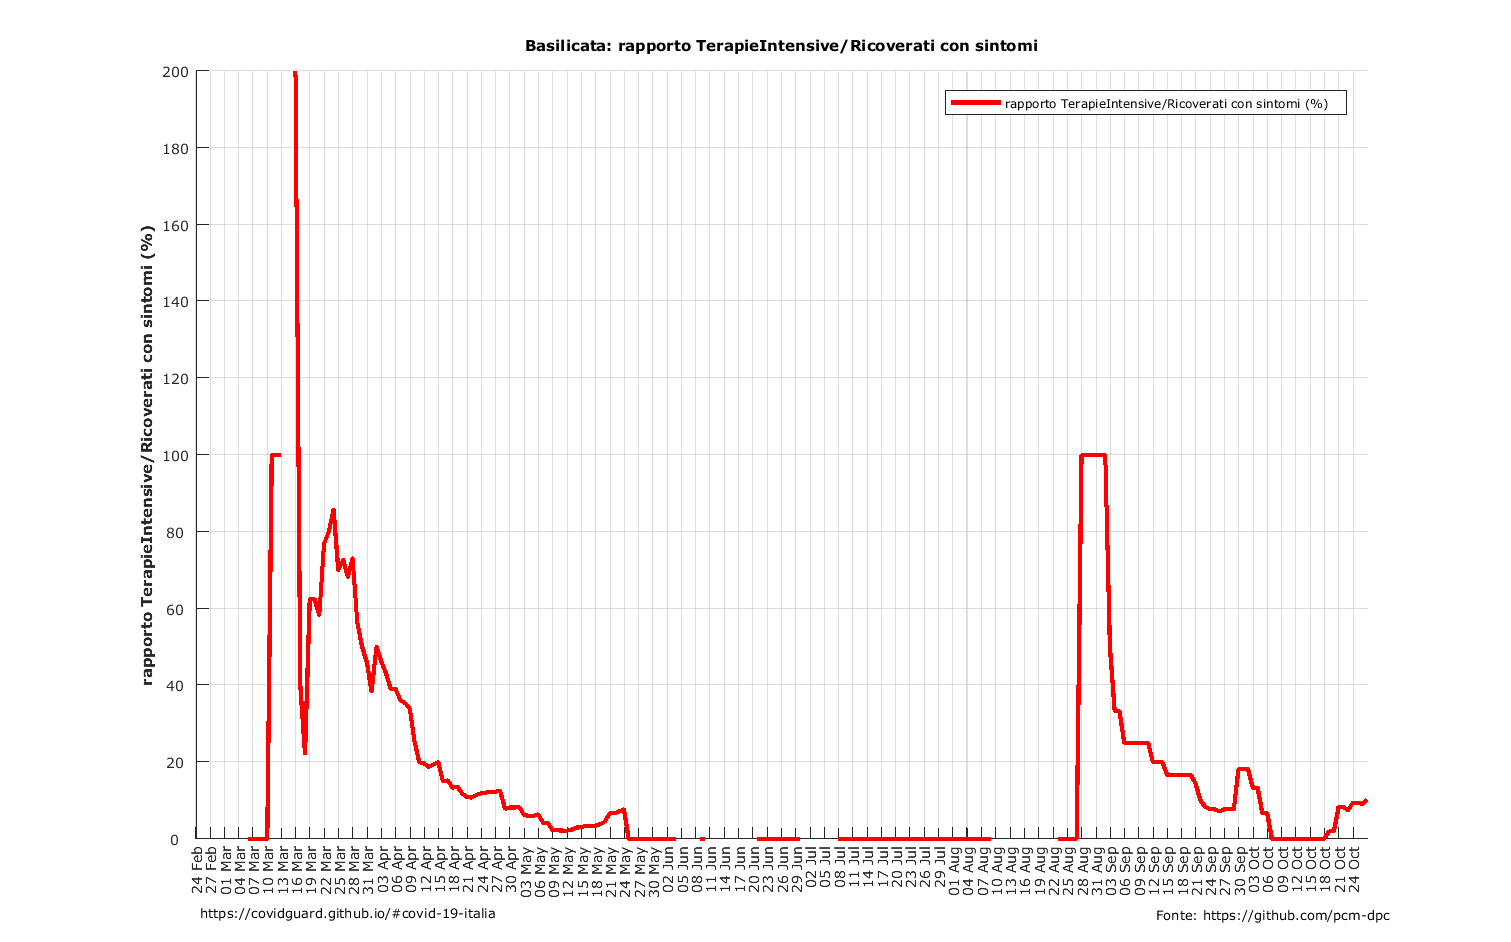 Basilicata: rapporto TerapieIntensive/Ricoverati con sintomi
rapporto TerapieIntensive/Ricoverati con sintomi (%)
rapporto TerapieIntensive/Ricoverati con sintomi (%)
200
180
160
140
120
100
80
60
40
20
0
24 Feb
27 Feb
01 Mar
04 Mar
07 Mar
10 Mar
13 Mar
16 Mar
19 Mar
22 Mar
25 Mar
28 Mar
31 Mar
03 Apr
06 Apr
09 Apr
12 Apr
15 Apr
18 Apr
21 Apr
24 Apr
27 Apr
30 Apr
03 May
06 May
09 May
12 May
15 May
18 May
21 May
24 May
27 May
30 May
02 Jun
05 Jun
08 Jun
11 Jun
14 Jun
17 Jun
20 Jun
23 Jun
26 Jun
29 Jun
02 Jul
05 Jul
08 Jul
11 Jul
14 Jul
17 Jul
20 Jul
23 Jul
26 Jul
29 Jul
01 Aug
04 Aug
07 Aug
10 Aug
13 Aug
16 Aug
19 Aug
22 Aug
25 Aug
28 Aug
31 Aug
03 Sep
06 Sep
09 Sep
12 Sep
15 Sep
18 Sep
21 Sep
24 Sep
27 Sep
30 Sep
03 Oct
06 Oct
09 Oct
12 Oct
15 Oct
18 Oct
21 Oct
24 Oct
https://covidguard.github.io/#covid-19-italia
Fonte: https://github.com/pcm-dpc